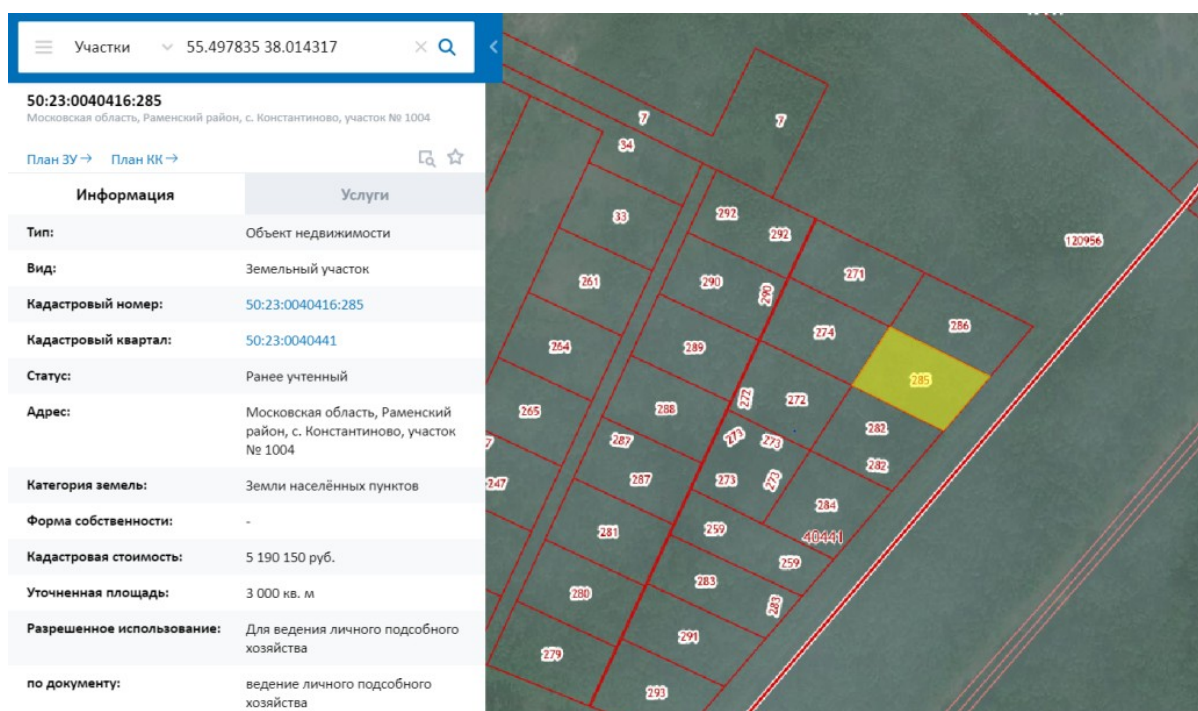 Участки 55.497835 38.014317
50:23:0040416:285
Московская область, Раменский район, с. Константиново, участок № 1004
План ЗУ → План КК →
Информация Услуги
Тип: Объект недвижимости
Вид: Земельный участок
Кадастровый номер: 50:23:0040416:285
Кадастровый квартал: 50:23:0040441
Статус: Ранее учтенный
Адрес: Московская область, Раменский
район, с. Константиново, участок
№ 1004
Категория земель: Земли населённых пунктов
Форма собственности: -
Кадастровая стоимость: 5 190 150 руб.
Уточненная площадь: 3 000 кв. м
Разрешенное использование: Для ведения личного подсобного
хозяйства
по документу: ведение личного подсобного
хозяйства
7
7
34
33
292
292
120956
261
290
290
271
286
264
289
274
285
265
288
272
272
282
287
273
273
282
247
287
273
273
284
281
259
40441
259
280
283
283
279
291
293